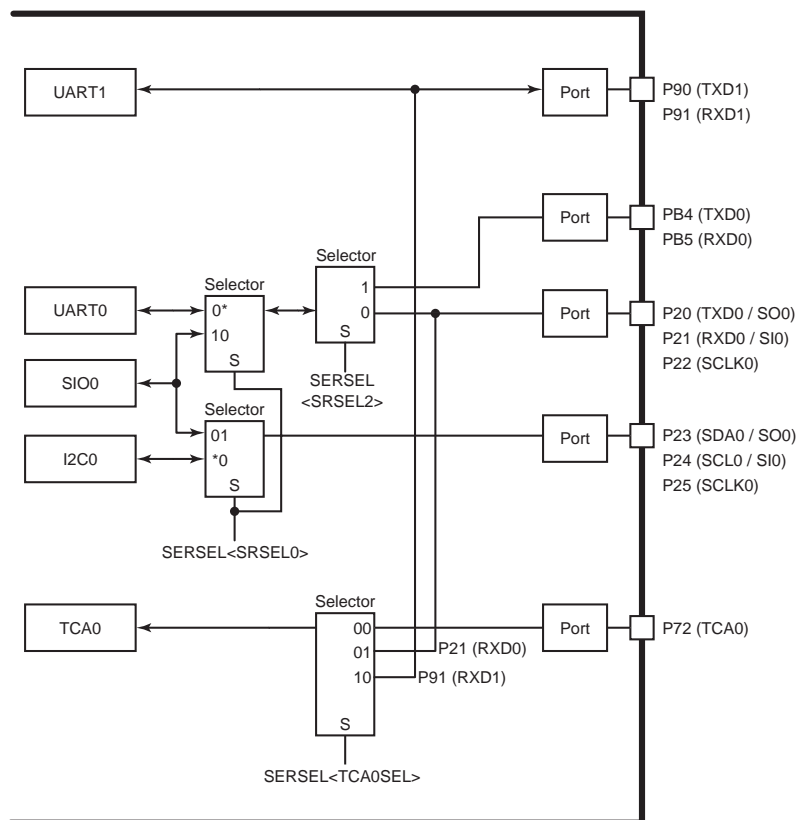 UART1
Port
P90 (TXD1)
P91 (RXD1)
Port
PB4 (TXD0)
PB5 (RXD0)
Selector
1
0
S
SERSEL
<SRSEL2>
Selector
0*
10
S
UART0
Port
P20 (TXD0 / SO0)
P21 (RXD0 / SI0)
P22 (SCLK0)
SIO0
Selector
01
*0
S
I2C0
Port
P23 (SDA0 / SO0)
P24 (SCL0 / SI0)
P25 (SCLK0)
SERSEL<SRSEL0>
Selector
TCA0
00
01
10
S
P21 (RXD0)
P91 (RXD1)
Port
P72 (TCA0)
SERSEL<TCA0SEL>